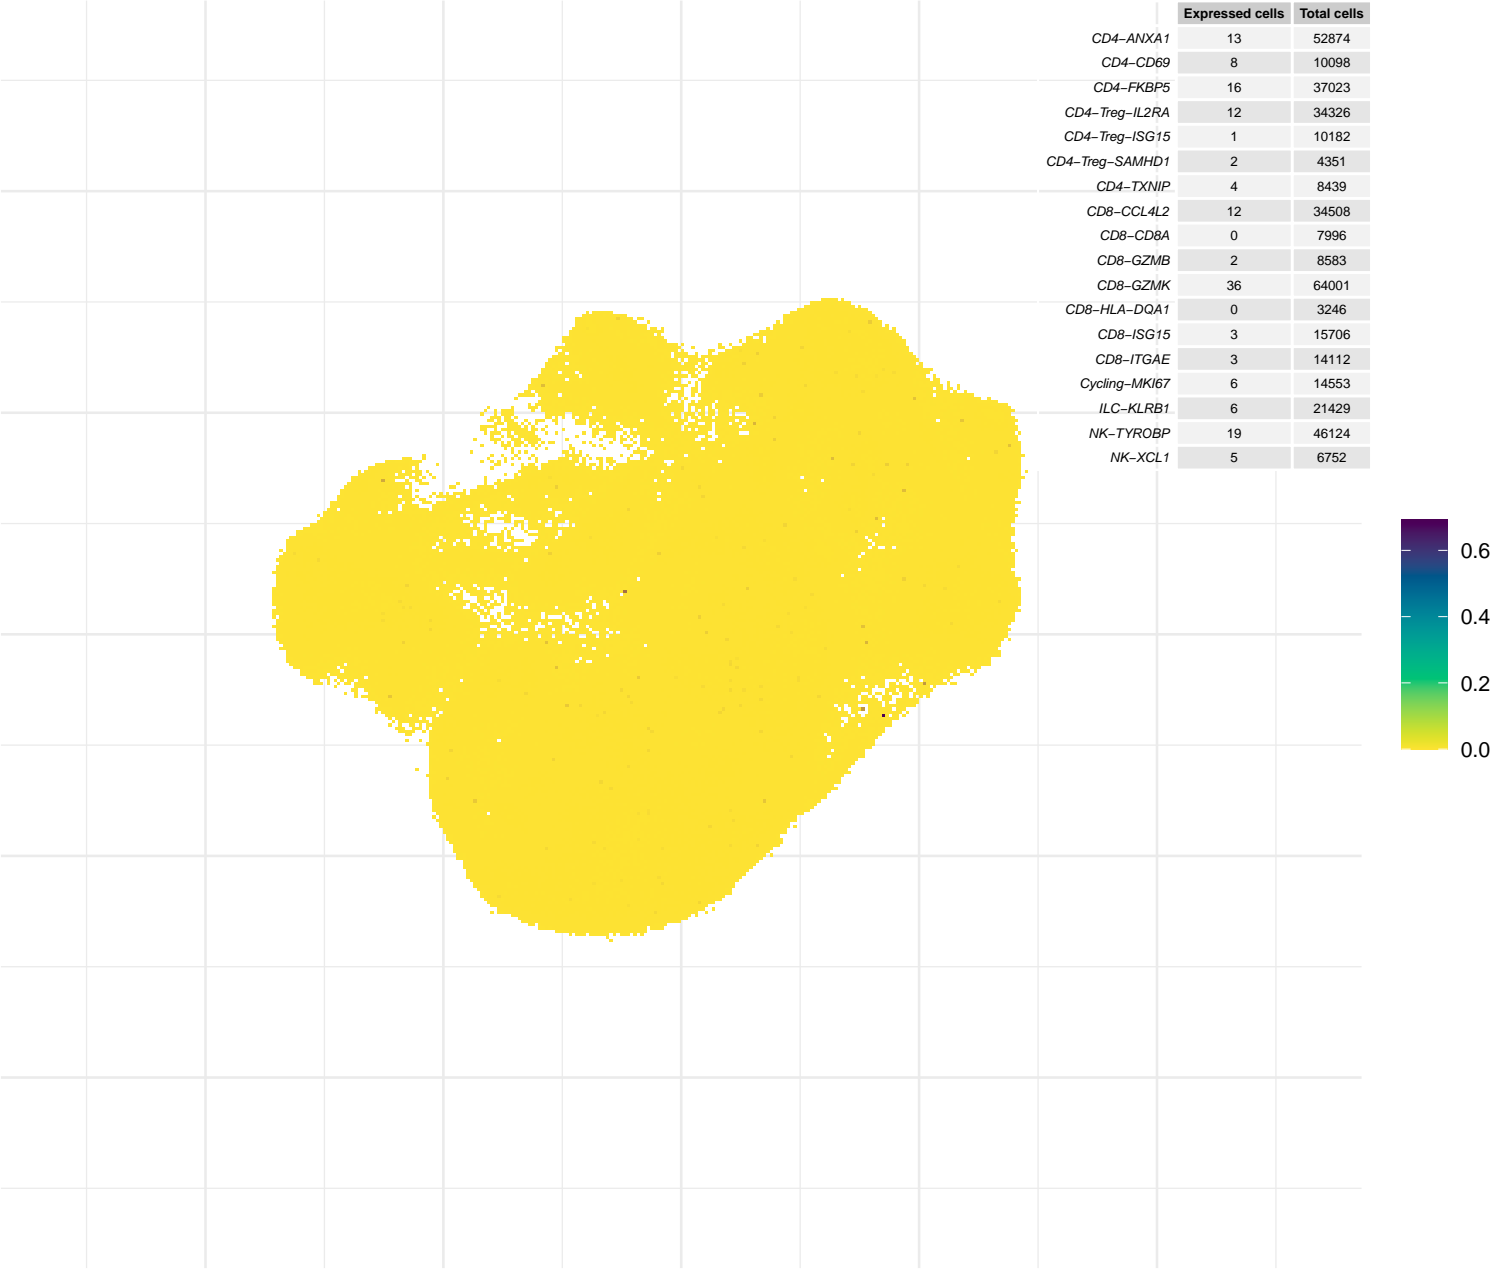 Expressed cells Total cells
CD4−ANXA1 13 52874
CD4−CD69 8 10098
CD4−FKBP5 16 37023
CD4−Treg−IL2RA 12 34326
CD4−Treg−ISG15 1 10182
CD4−Treg−SAMHD1 2 4351
CD4−TXNIP 4 8439
CD8−CCL4L2 12 34508
CD8−CD8A 0 7996
CD8−GZMB 2 8583
CD8−GZMK 36 64001
CD8−HLA−DQA1 0 3246
CD8−ISG15 3 15706
CD8−ITGAE 3 14112
Cycling−MKI67 6 14553
ILC−KLRB1 6 21429
NK−TYROBP 19 46124
NK−XCL1 5 6752
0.6
0.4
0.2
0.0